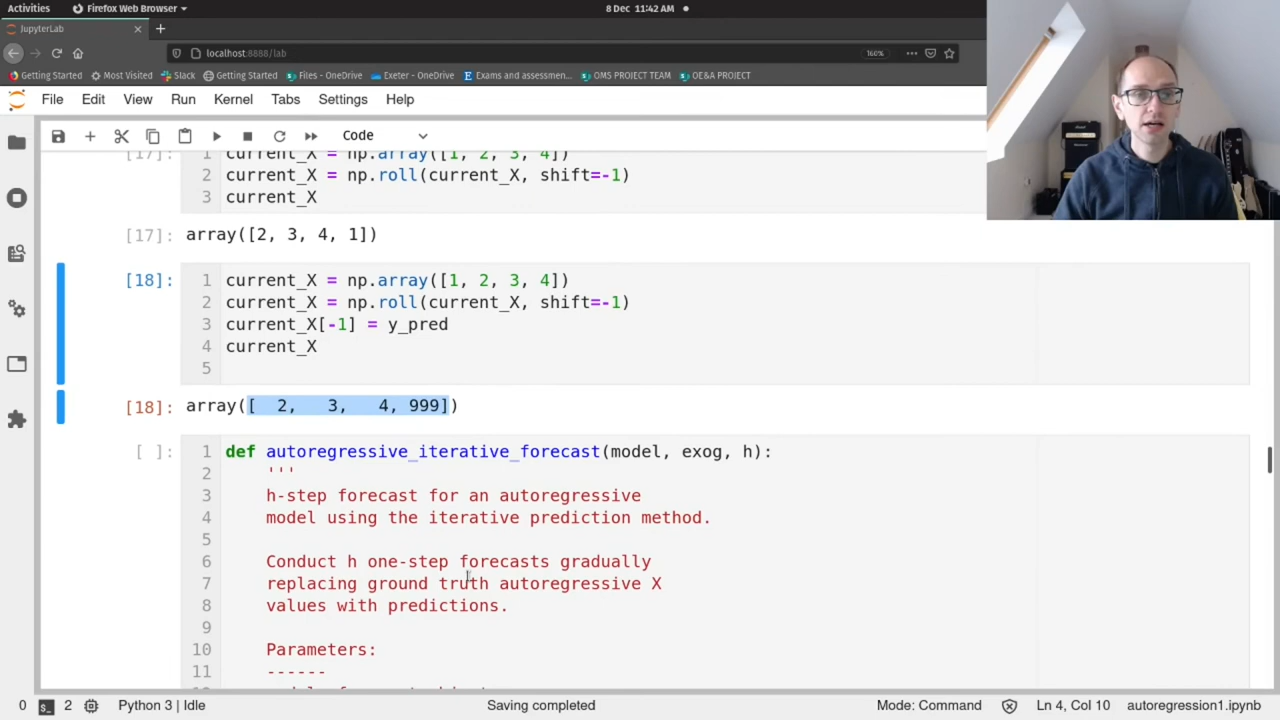 Activities
Firefox Web Browser
8 Dec 11:42 AM
JupyterLab
localhost:8888/lab
160%
Getting Started
Most Visited
Slack
Getting Started
Files - OneDrive
Exeter - OneDrive
Exams and assessmen...
OMS PROJECT TEAM
OE&A PROJECT
File Edit View Run Kernel Tabs Settings Help
Code
[17]: 1 current_X = np.array([1, 2, 3, 4])
2 current_X = np.roll(current_X, shift=-1)
3 current_X
[17]: array([2, 3, 4, 1])
[18]: 1 current_X = np.array([1, 2, 3, 4])
2 current_X = np.roll(current_X, shift=-1)
3 current_X[-1] = y_pred
4 current_X
5
[18]: array([  2,   3,   4, 999])
[ ]: 1 def autoregressive_iterative_forecast(model, exog, h):
2 '''
3 h-step forecast for an autoregressive
4 model using the iterative prediction method.
5
6 Conduct h one-step forecasts gradually
7 replacing ground truth autoregressive X
8 values with predictions.
9
10 Parameters:
11 ------
0
2
Python 3 | Idle
Saving completed
Mode: Command
Ln 4, Col 10
autoregression1.ipynb